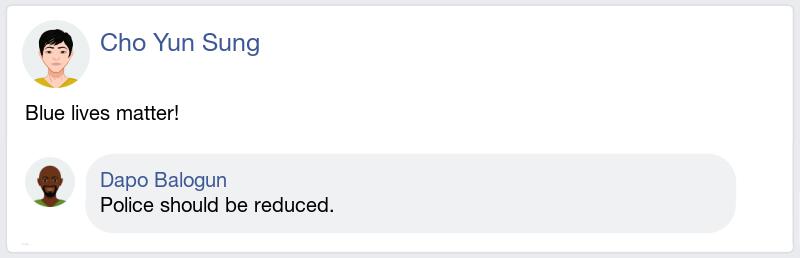 Cho Yun Sung
Blue lives matter!
Dapo Balogun
Police should be reduced.